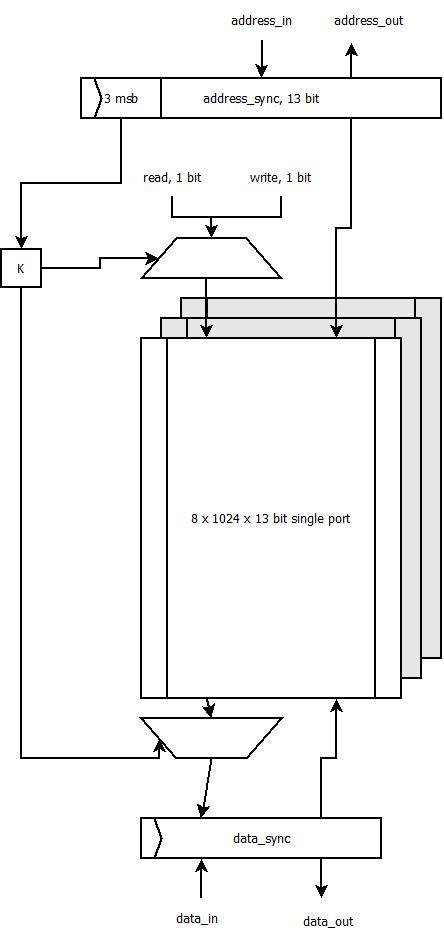 address_in
address_out
3 msb
address_sync, 13 bit
read, 1 bit
write, 1 bit
K
8 x 1024 x 13 bit single port
data_sync
data_in
data_out